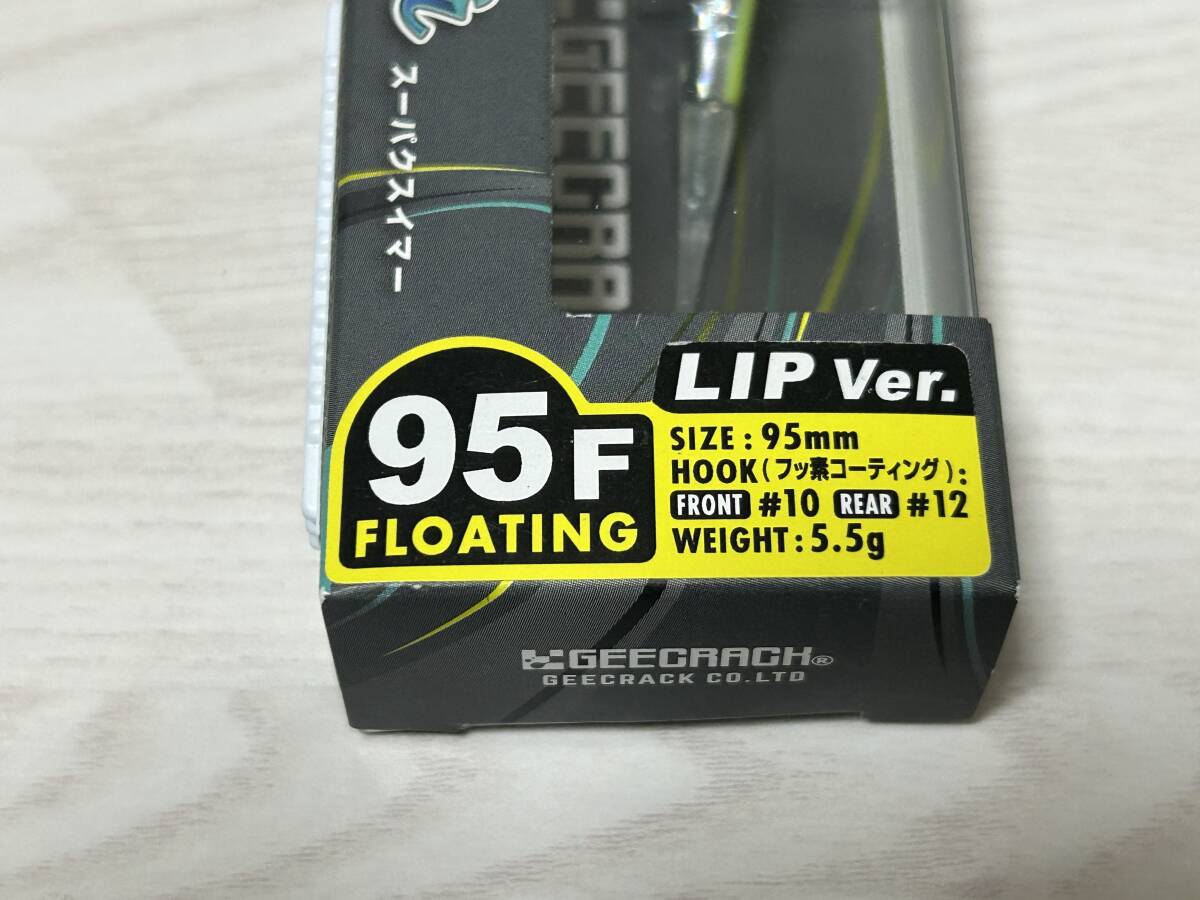 スーパクスイマー
GEECRA
95F
FLOATING
LIP Ver.
SIZE : 95mm
HOOK ( フッ素コーティング ) :
FRONT #10 REAR #12
WEIGHT : 5.5g
GEECRACK®
GEECRACK CO.LTD